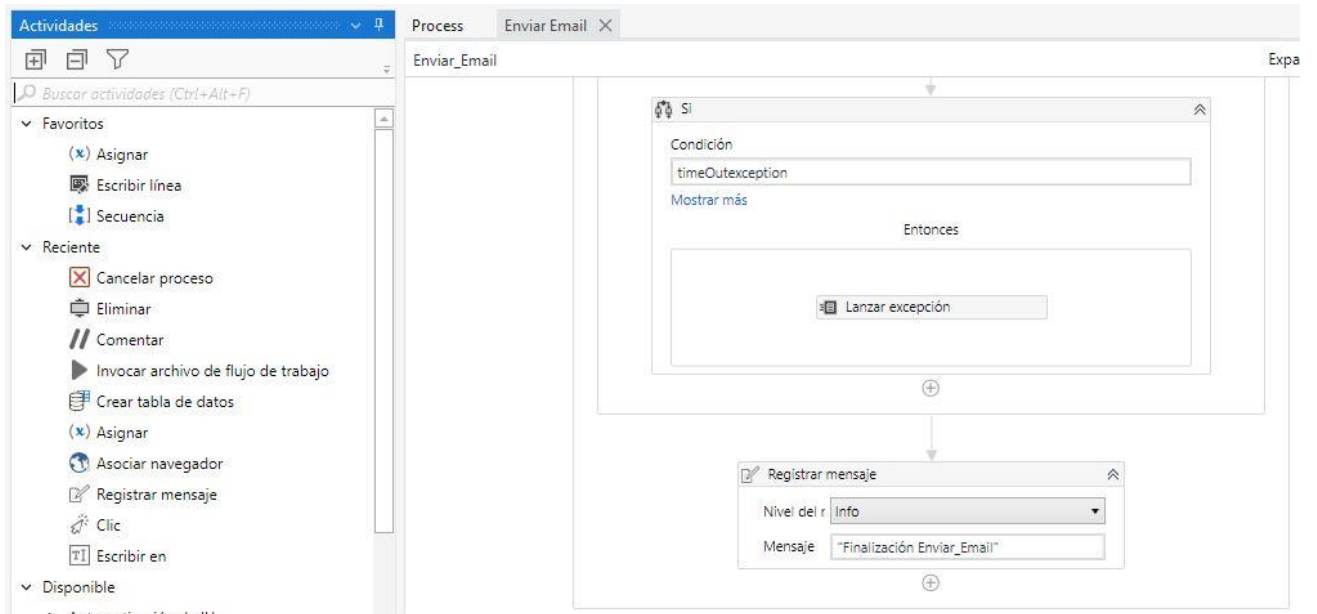 Actividades
Buscar actividades (Ctrl+Alt+F)
Favoritos
Asignar
Escribir línea
Secuencia
Reciente
Cancelar proceso
Eliminar
Comentar
Invocar archivo de flujo de trabajo
Crear tabla de datos
Asignar
Asociar navegador
Registrar mensaje
Clic
Escribir en
Disponible
Process Enviar Email
Enviar_Email Expa
Si
Condición
timeOutexception
Mostrar más
Entonces
Lanzar excepción
Registrar mensaje
Nivel del r Info
Mensaje "Finalización Enviar_Email"